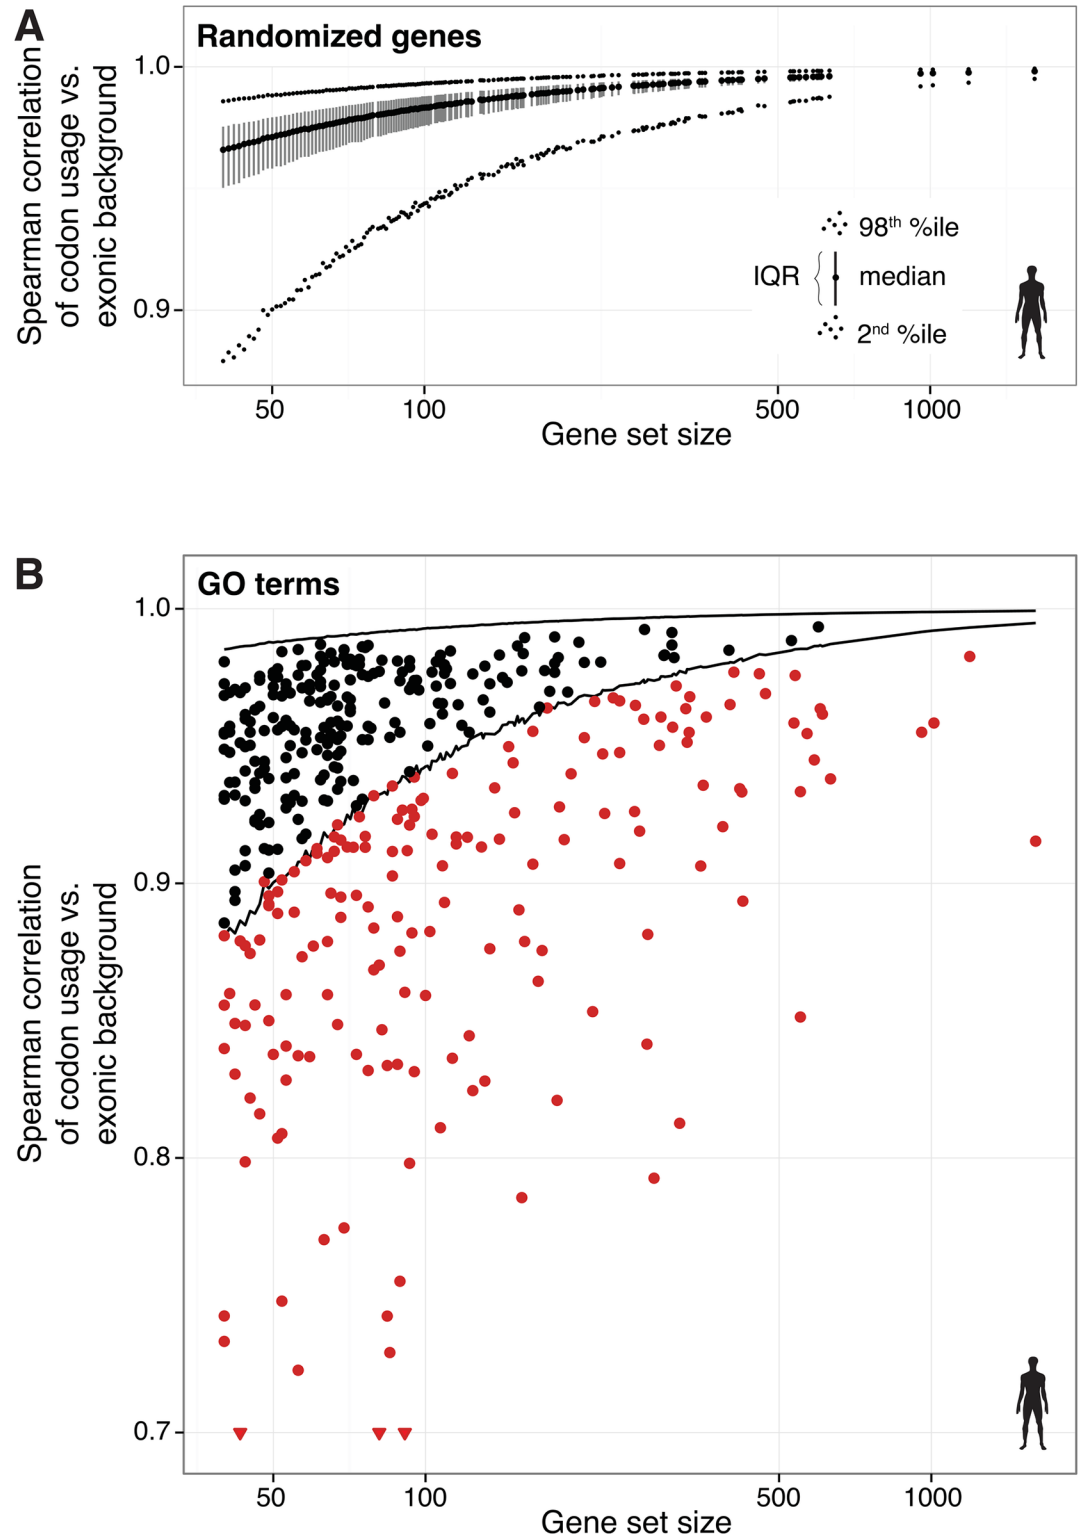 A
Randomized genes
Spearman correlation
of codon usage vs.
exonic background
1.0
0.9
98th %ile
IQR
median
2nd %ile
50
100
500
1000
Gene set size
B
GO terms
Spearman correlation
of codon usage vs.
exonic background
1.0
0.9
0.8
0.7
50
100
500
1000
Gene set size